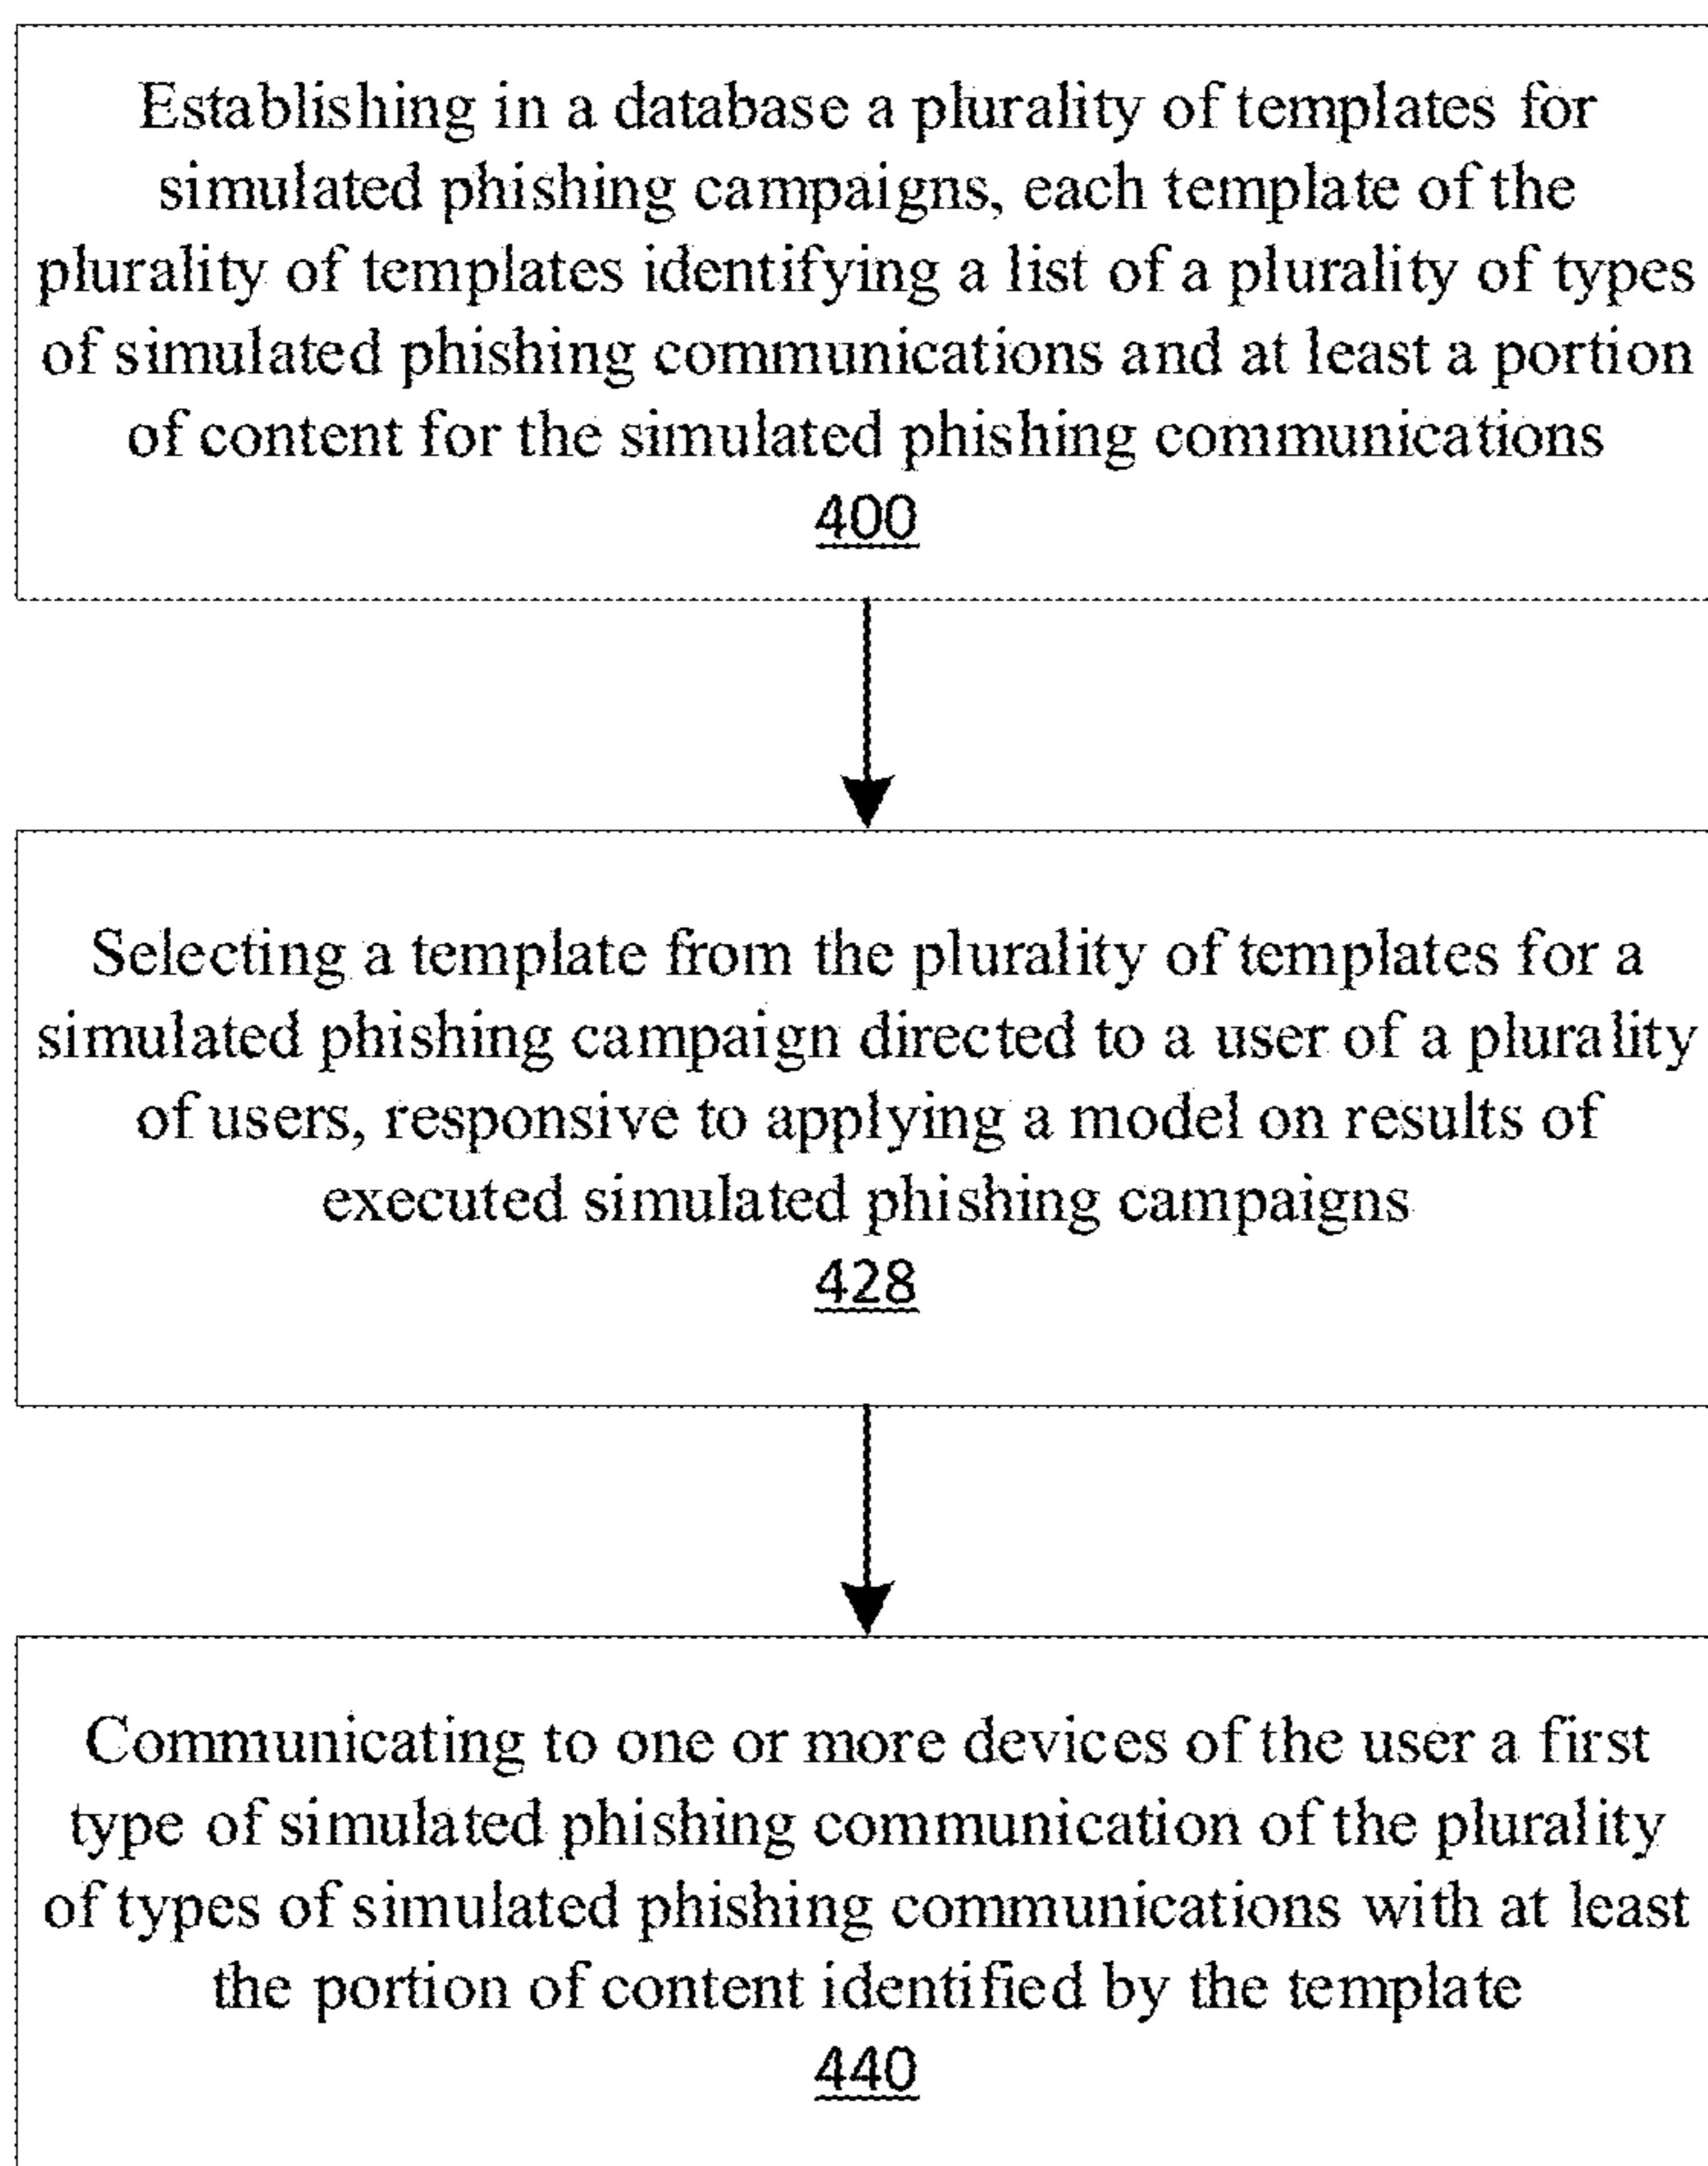 Establishing in a database a plurality of templates for
simulated phishing campaigns, each template of the
plurality of templates identifying a list of a plurality of types
of simulated phishing communications and at least a portion
of content for the simulated phishing communications
400
Selecting a template from the plurality of templates for a
simulated phishing campaign directed to a user of a plurality
of users, responsive to applying a model on results of
executed simulated phishing campaigns
428
Communicating to one or more devices of the user a first
type of simulated phishing communication of the plurality
of types of simulated phishing communications with at least
the portion of content identified by the template
440